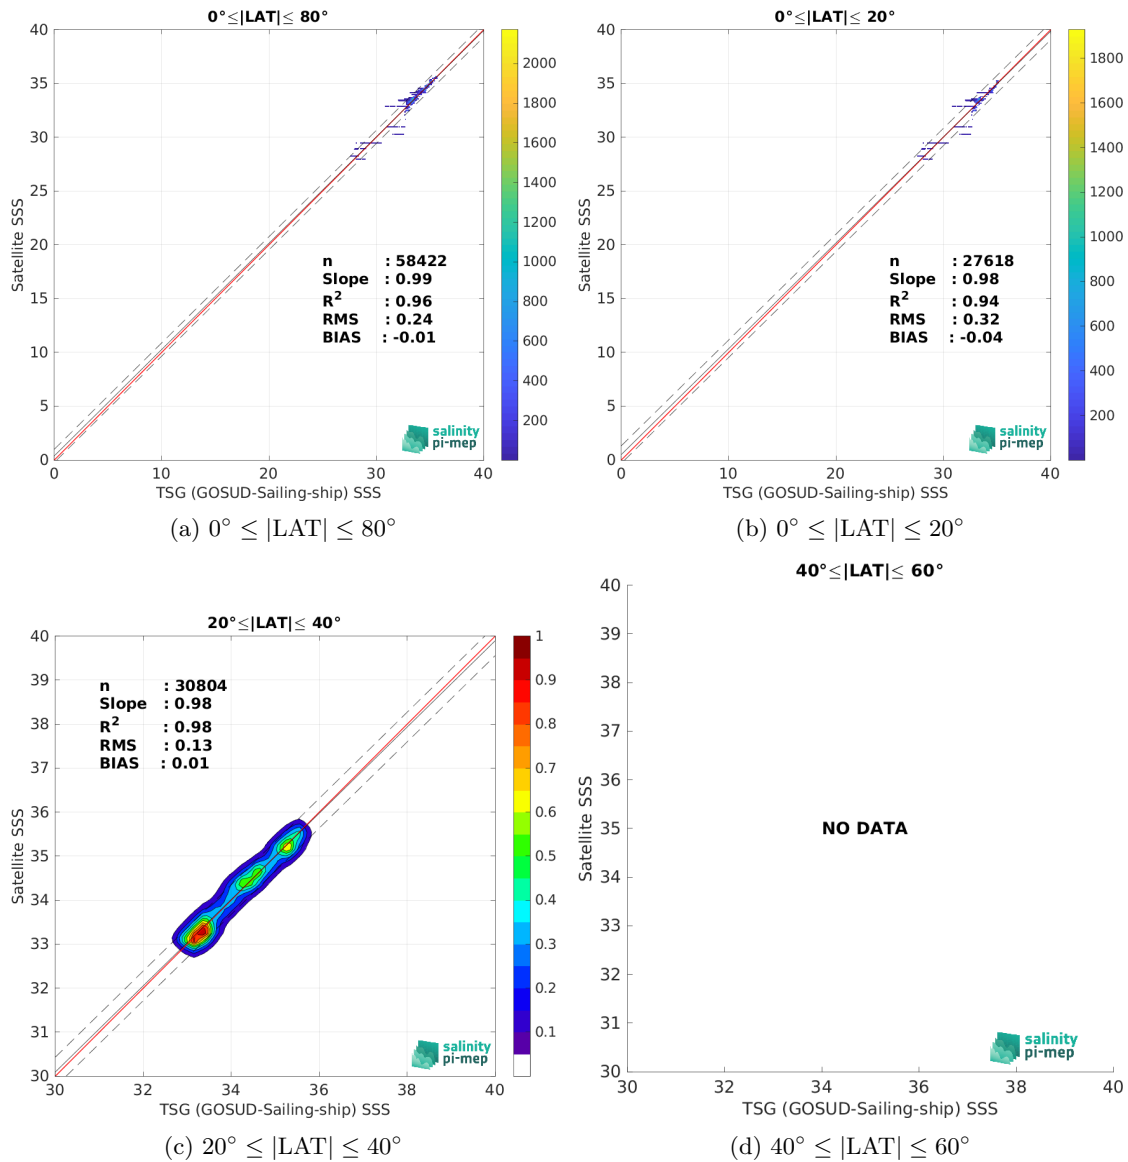 0°≤|LAT|≤ 80°
Satellite SSS
40
35
30
25
20
15
10
5
0
n : 58422
Slope : 0.99
R² : 0.96
RMS : 0.24
BIAS : -0.01
salinity
pi-mep
0 10 20 30 40
TSG (GOSUD-Sailing-ship) SSS
2000
1800
1600
1400
1200
1000
800
600
400
200
(a) 0° ≤ |LAT| ≤ 80°
0°≤|LAT|≤ 20°
Satellite SSS
40
35
30
25
20
15
10
5
0
n : 27618
Slope : 0.98
R² : 0.94
RMS : 0.32
BIAS : -0.04
salinity
pi-mep
0 10 20 30 40
TSG (GOSUD-Sailing-ship) SSS
1800
1600
1400
1200
1000
800
600
400
200
(b) 0° ≤ |LAT| ≤ 20°
20°≤|LAT|≤ 40°
Satellite SSS
40
39
38
37
36
35
34
33
32
31
30
n : 30804
Slope : 0.98
R² : 0.98
RMS : 0.13
BIAS : 0.01
salinity
pi-mep
30 32 34 36 38 40
TSG (GOSUD-Sailing-ship) SSS
1
0.9
0.8
0.7
0.6
0.5
0.4
0.3
0.2
0.1
(c) 20° ≤ |LAT| ≤ 40°
40°≤|LAT|≤ 60°
Satellite SSS
40
39
38
37
36
35
34
33
32
31
30
NO DATA
salinity
pi-mep
30 32 34 36 38 40
TSG (GOSUD-Sailing-ship) SSS
(d) 40° ≤ |LAT| ≤ 60°